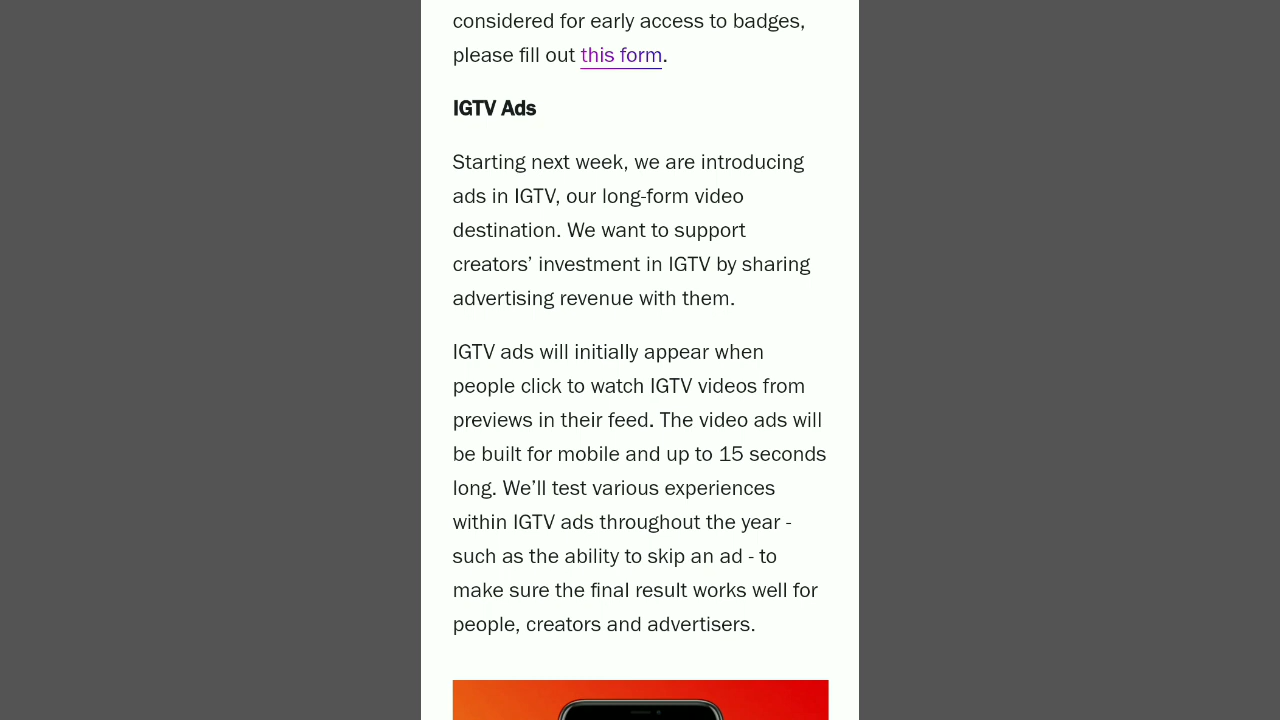 considered for early access to badges,
please fill out this form.
IGTV Ads
Starting next week, we are introducing
ads in IGTV, our long-form video
destination. We want to support
creators’ investment in IGTV by sharing
advertising revenue with them.
IGTV ads will initially appear when
people click to watch IGTV videos from
previews in their feed. The video ads will
be built for mobile and up to 15 seconds
long. We’ll test various experiences
within IGTV ads throughout the year -
such as the ability to skip an ad - to
make sure the final result works well for
people, creators and advertisers.